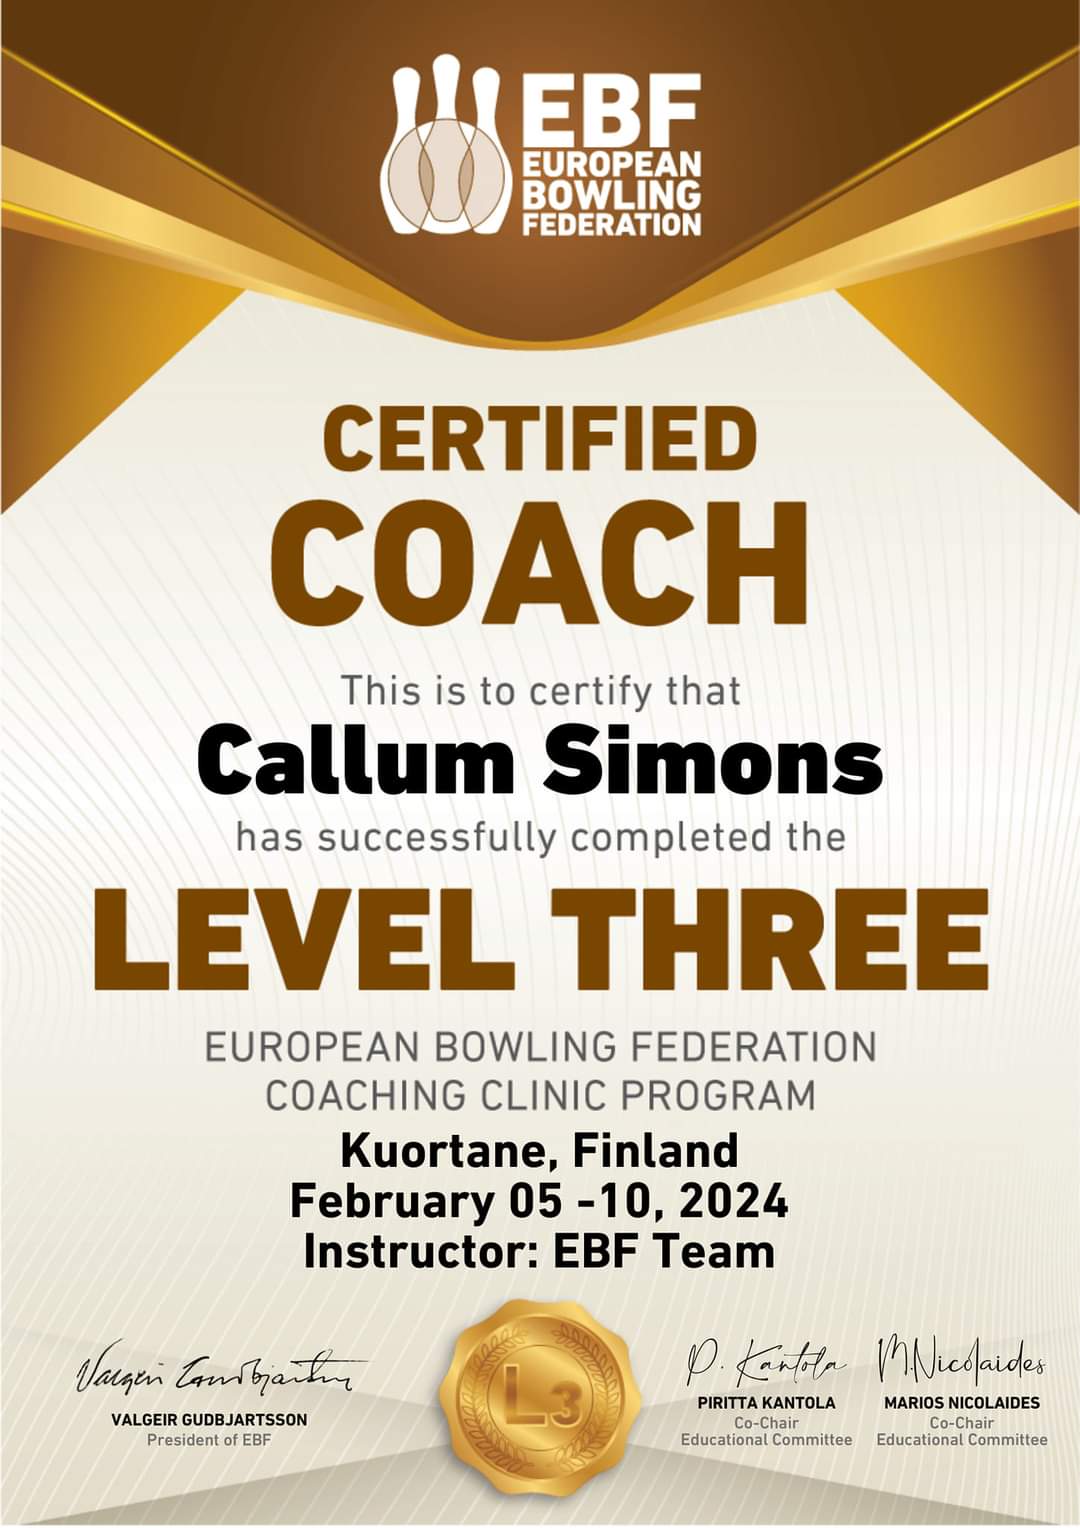 EBF
EUROPEAN
BOWLING
FEDERATION
CERTIFIED
COACH
This is to certify that
Callum Simons
has successfully completed the
LEVEL THREE
EUROPEAN BOWLING FEDERATION
COACHING CLINIC PROGRAM
Kuortane, Finland
February 05 -10, 2024
Instructor: EBF Team
L3
VALGEIR GUDBJARTSSON
President of EBF
P. Kantola
PIRITTA KANTOLA
Co-Chair
Educational Committee
M.Nicolaides
MARIOS NICOLAIDES
Co-Chair
Educational Committee